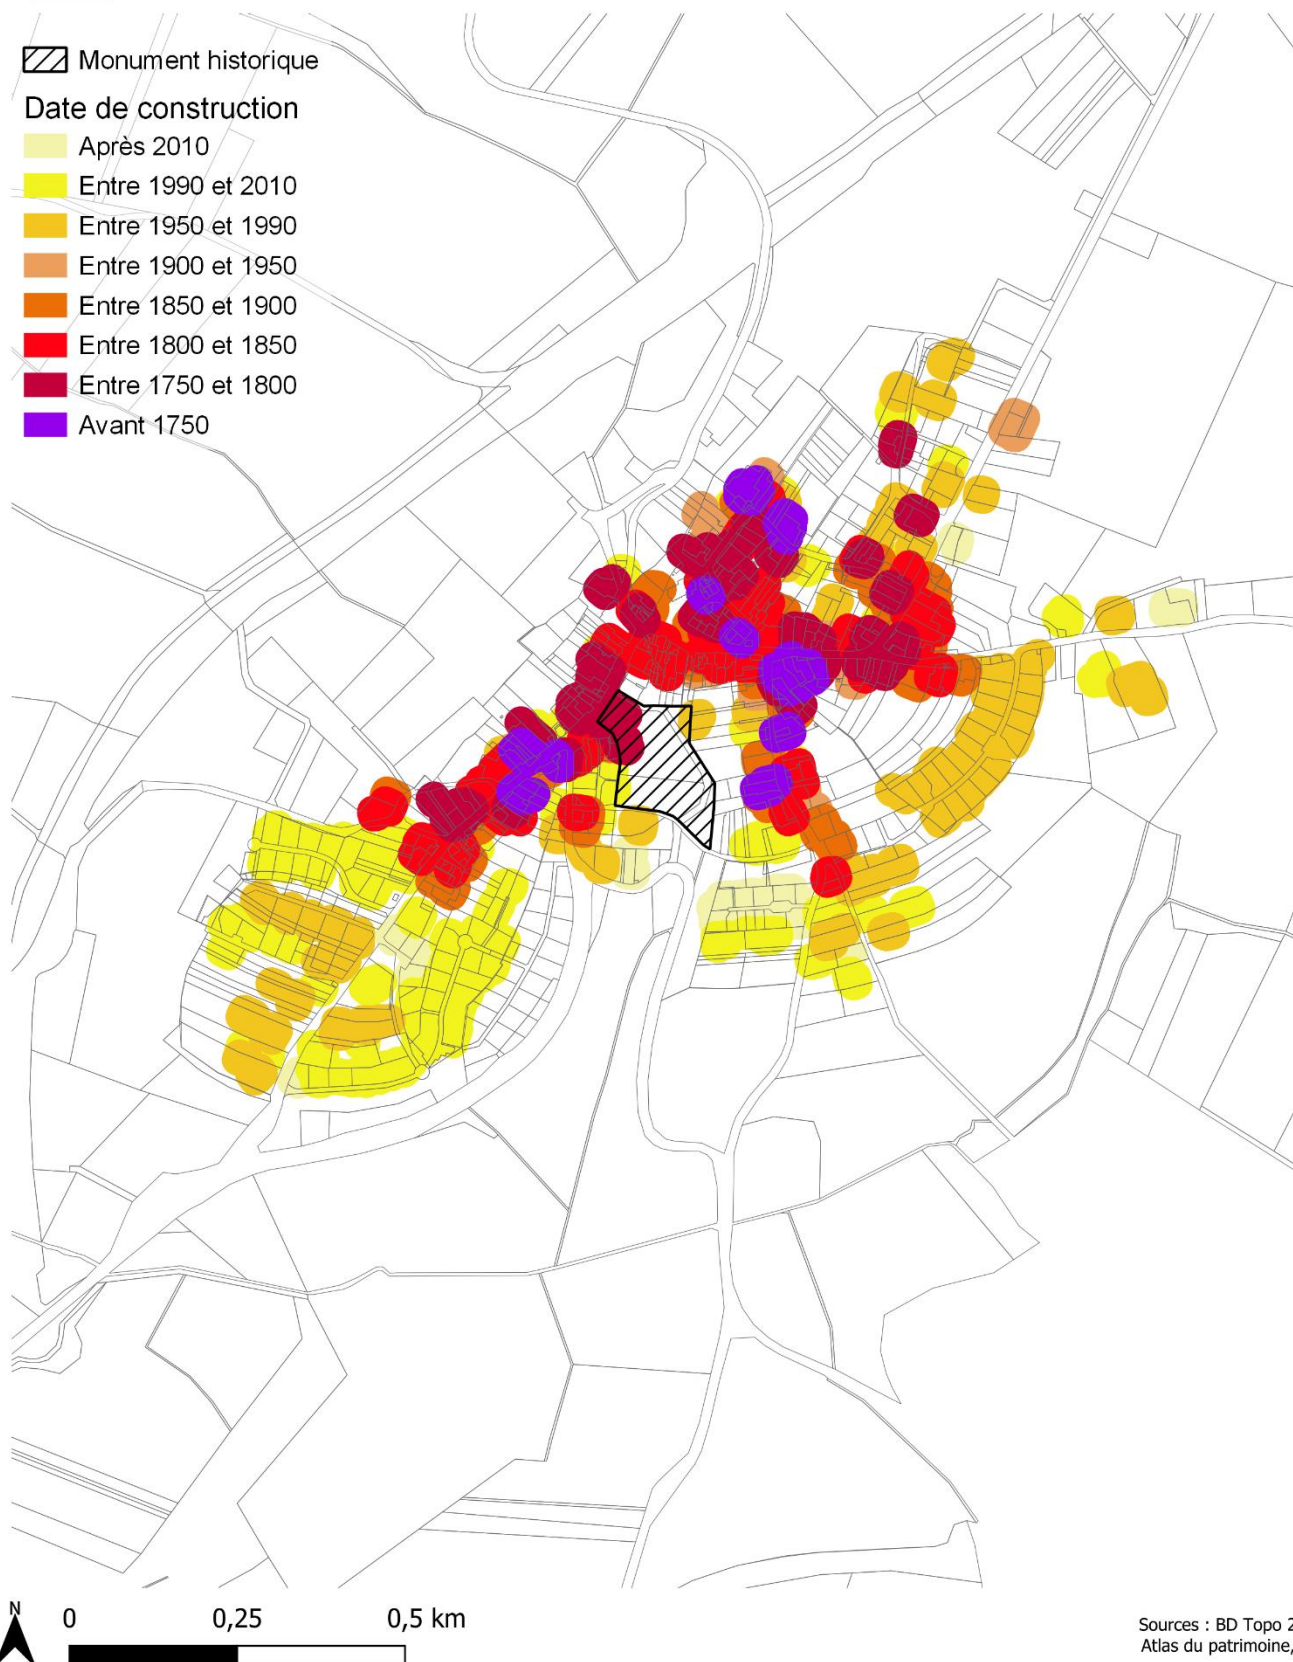 Monument historique
Date de construction
Après 2010
Entre 1990 et 2010
Entre 1950 et 1990
Entre 1900 et 1950
Entre 1850 et 1900
Entre 1800 et 1850
Entre 1750 et 1800
Avant 1750
N
0 0,25 0,5 km
Sources : BD Topo 2
Atlas du patrimoine,